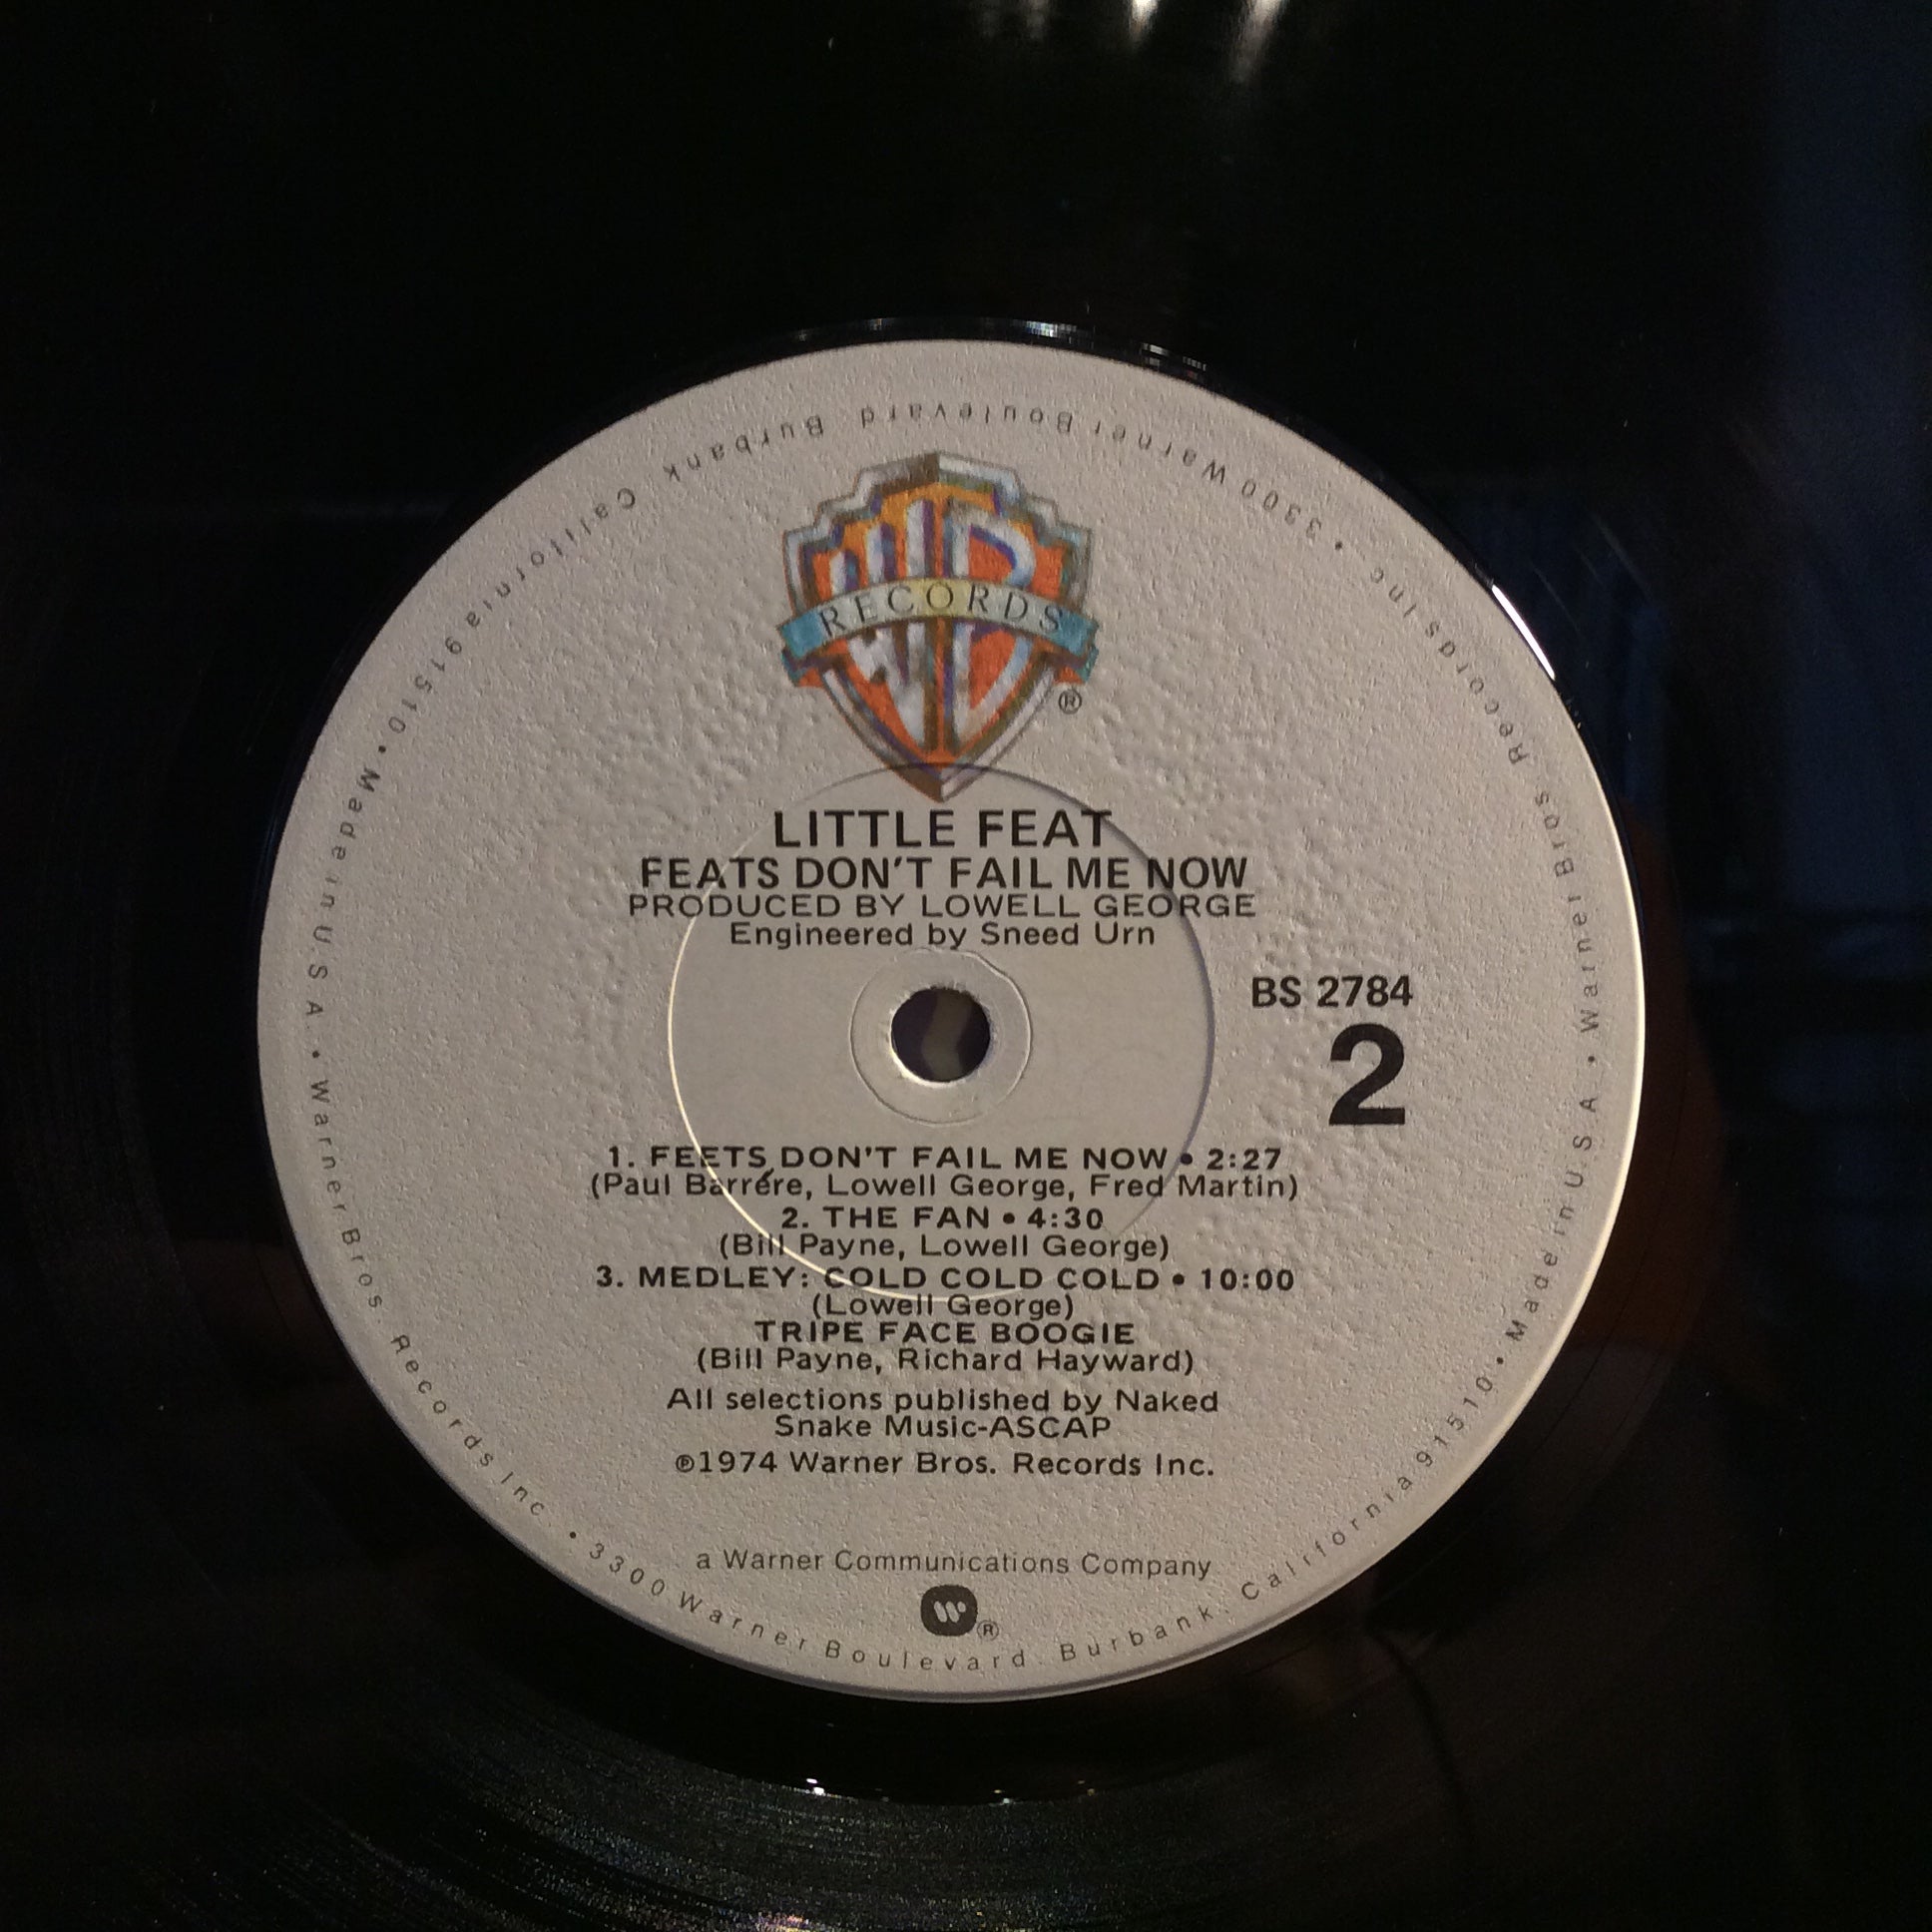 WB
RECORDS
®
LITTLE FEAT
FEATS DON'T FAIL ME NOW
PRODUCED BY LOWELL GEORGE
Engineered by Sneed Urn
BS 2784
2
1. FEETS DON'T FAIL ME NOW • 2:27
(Paul Barrére, Lowell George, Fred Martin)
2. THE FAN • 4:30
(Bill Payne, Lowell George)
3. MEDLEY: COLD COLD COLD • 10:00
(Lowell George)
TRIPE FACE BOOGIE
(Bill Payne, Richard Hayward)
All selections published by Naked
Snake Music-ASCAP
℗1974 Warner Bros. Records Inc.
a Warner Communications Company
W®
Warner Bros. Records Inc. • 3300 Warner Boulevard. Burbank. California 91510 • Made in U.S.A. •
Warner Bros. Records Inc • 3300 Warner Boulevard Burbank California 91510 • Made in U S A •